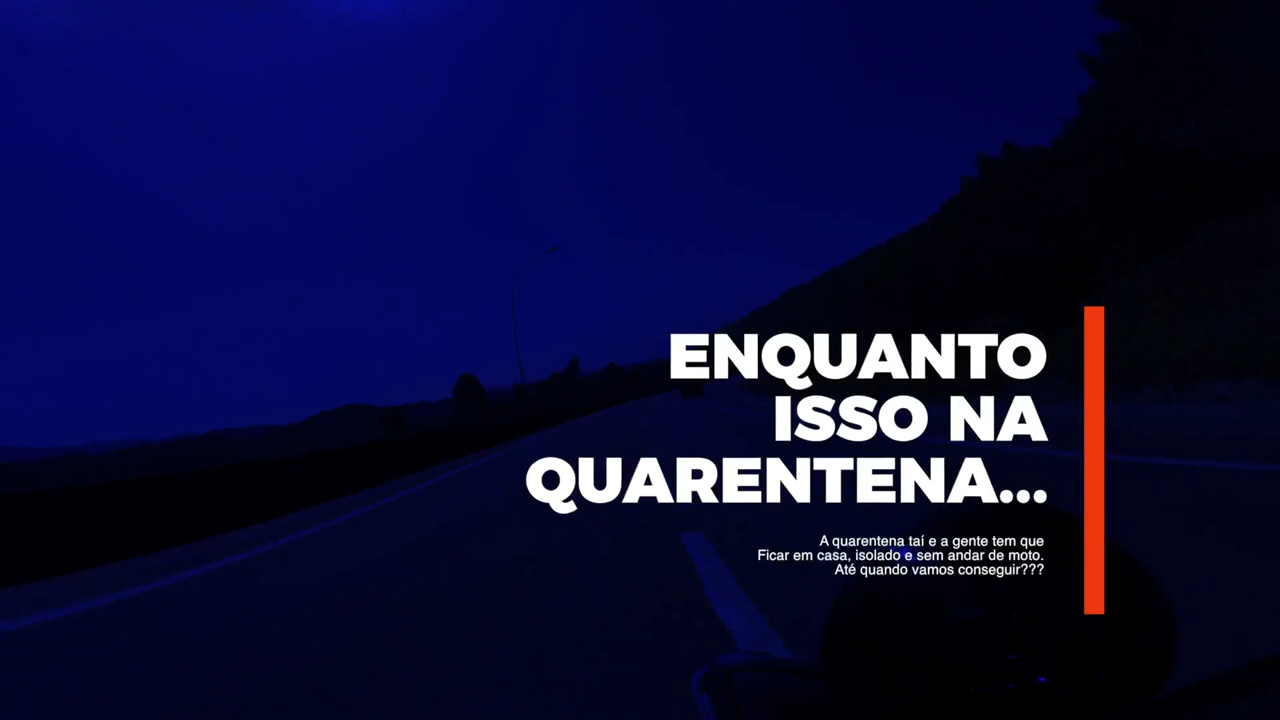 ENQUANTO
ISSO NA
QUARENTENA...
A quarentena taí e a gente tem que
Ficar em casa, isolado e sem andar de moto.
Até quando vamos conseguir???